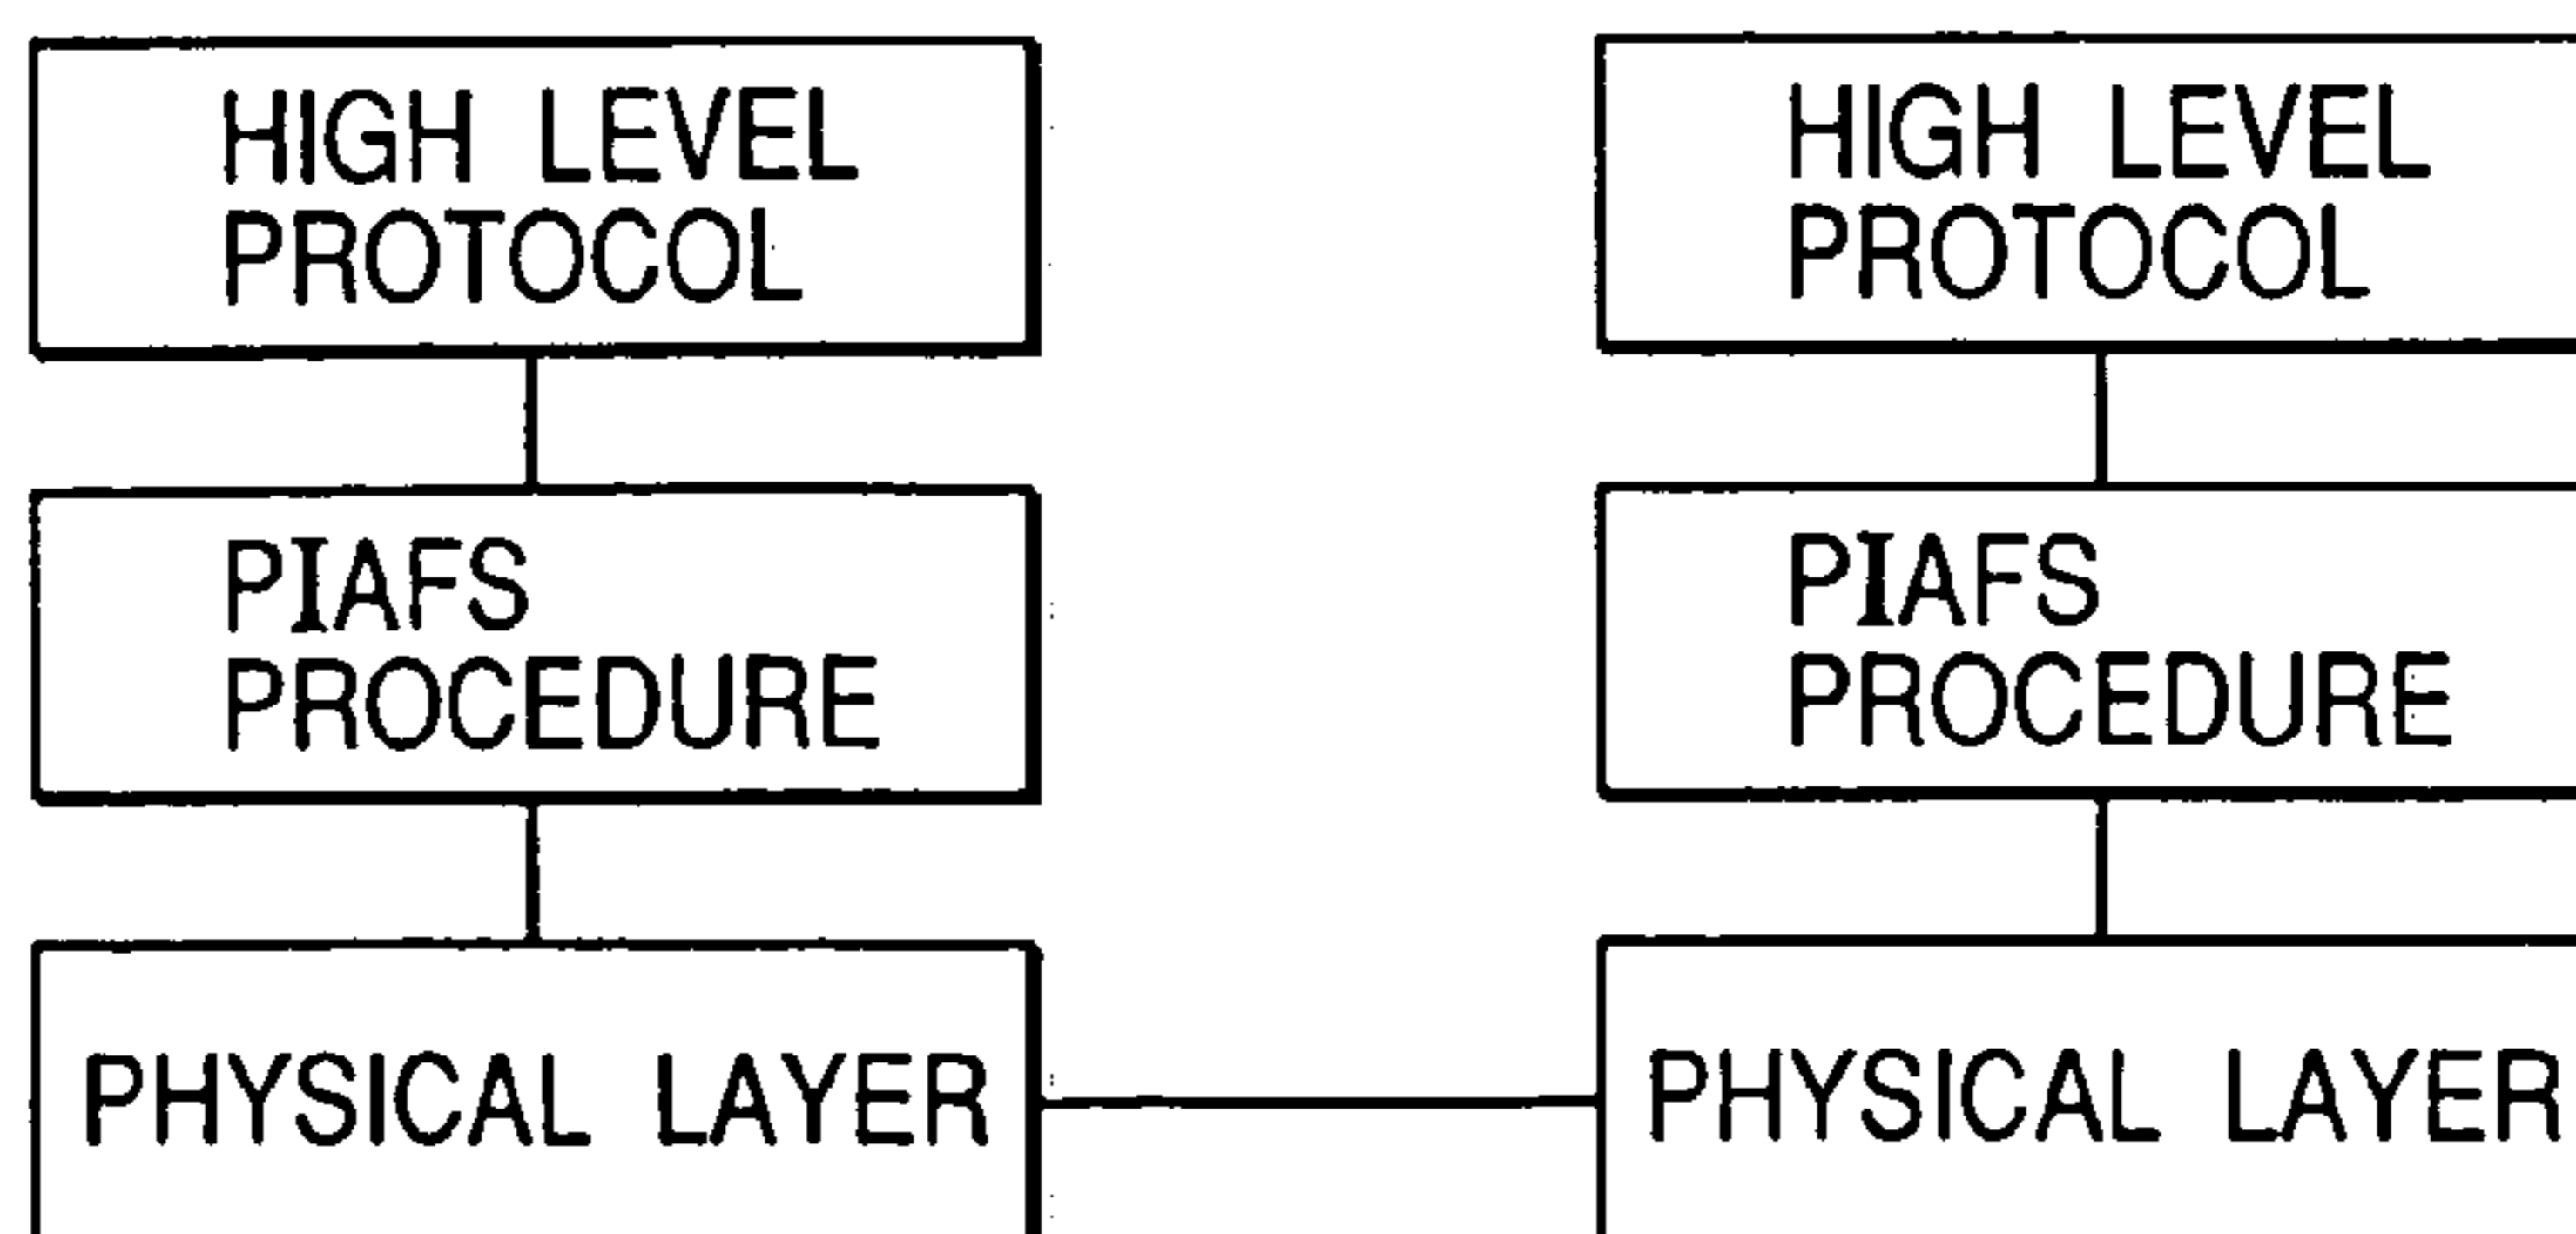 HIGH LEVEL
PROTOCOL
HIGH LEVEL
PROTOCOL
PIAFS
PROCEDURE
PIAFS
PROCEDURE
PHYSICAL LAYER
PHYSICAL LAYER